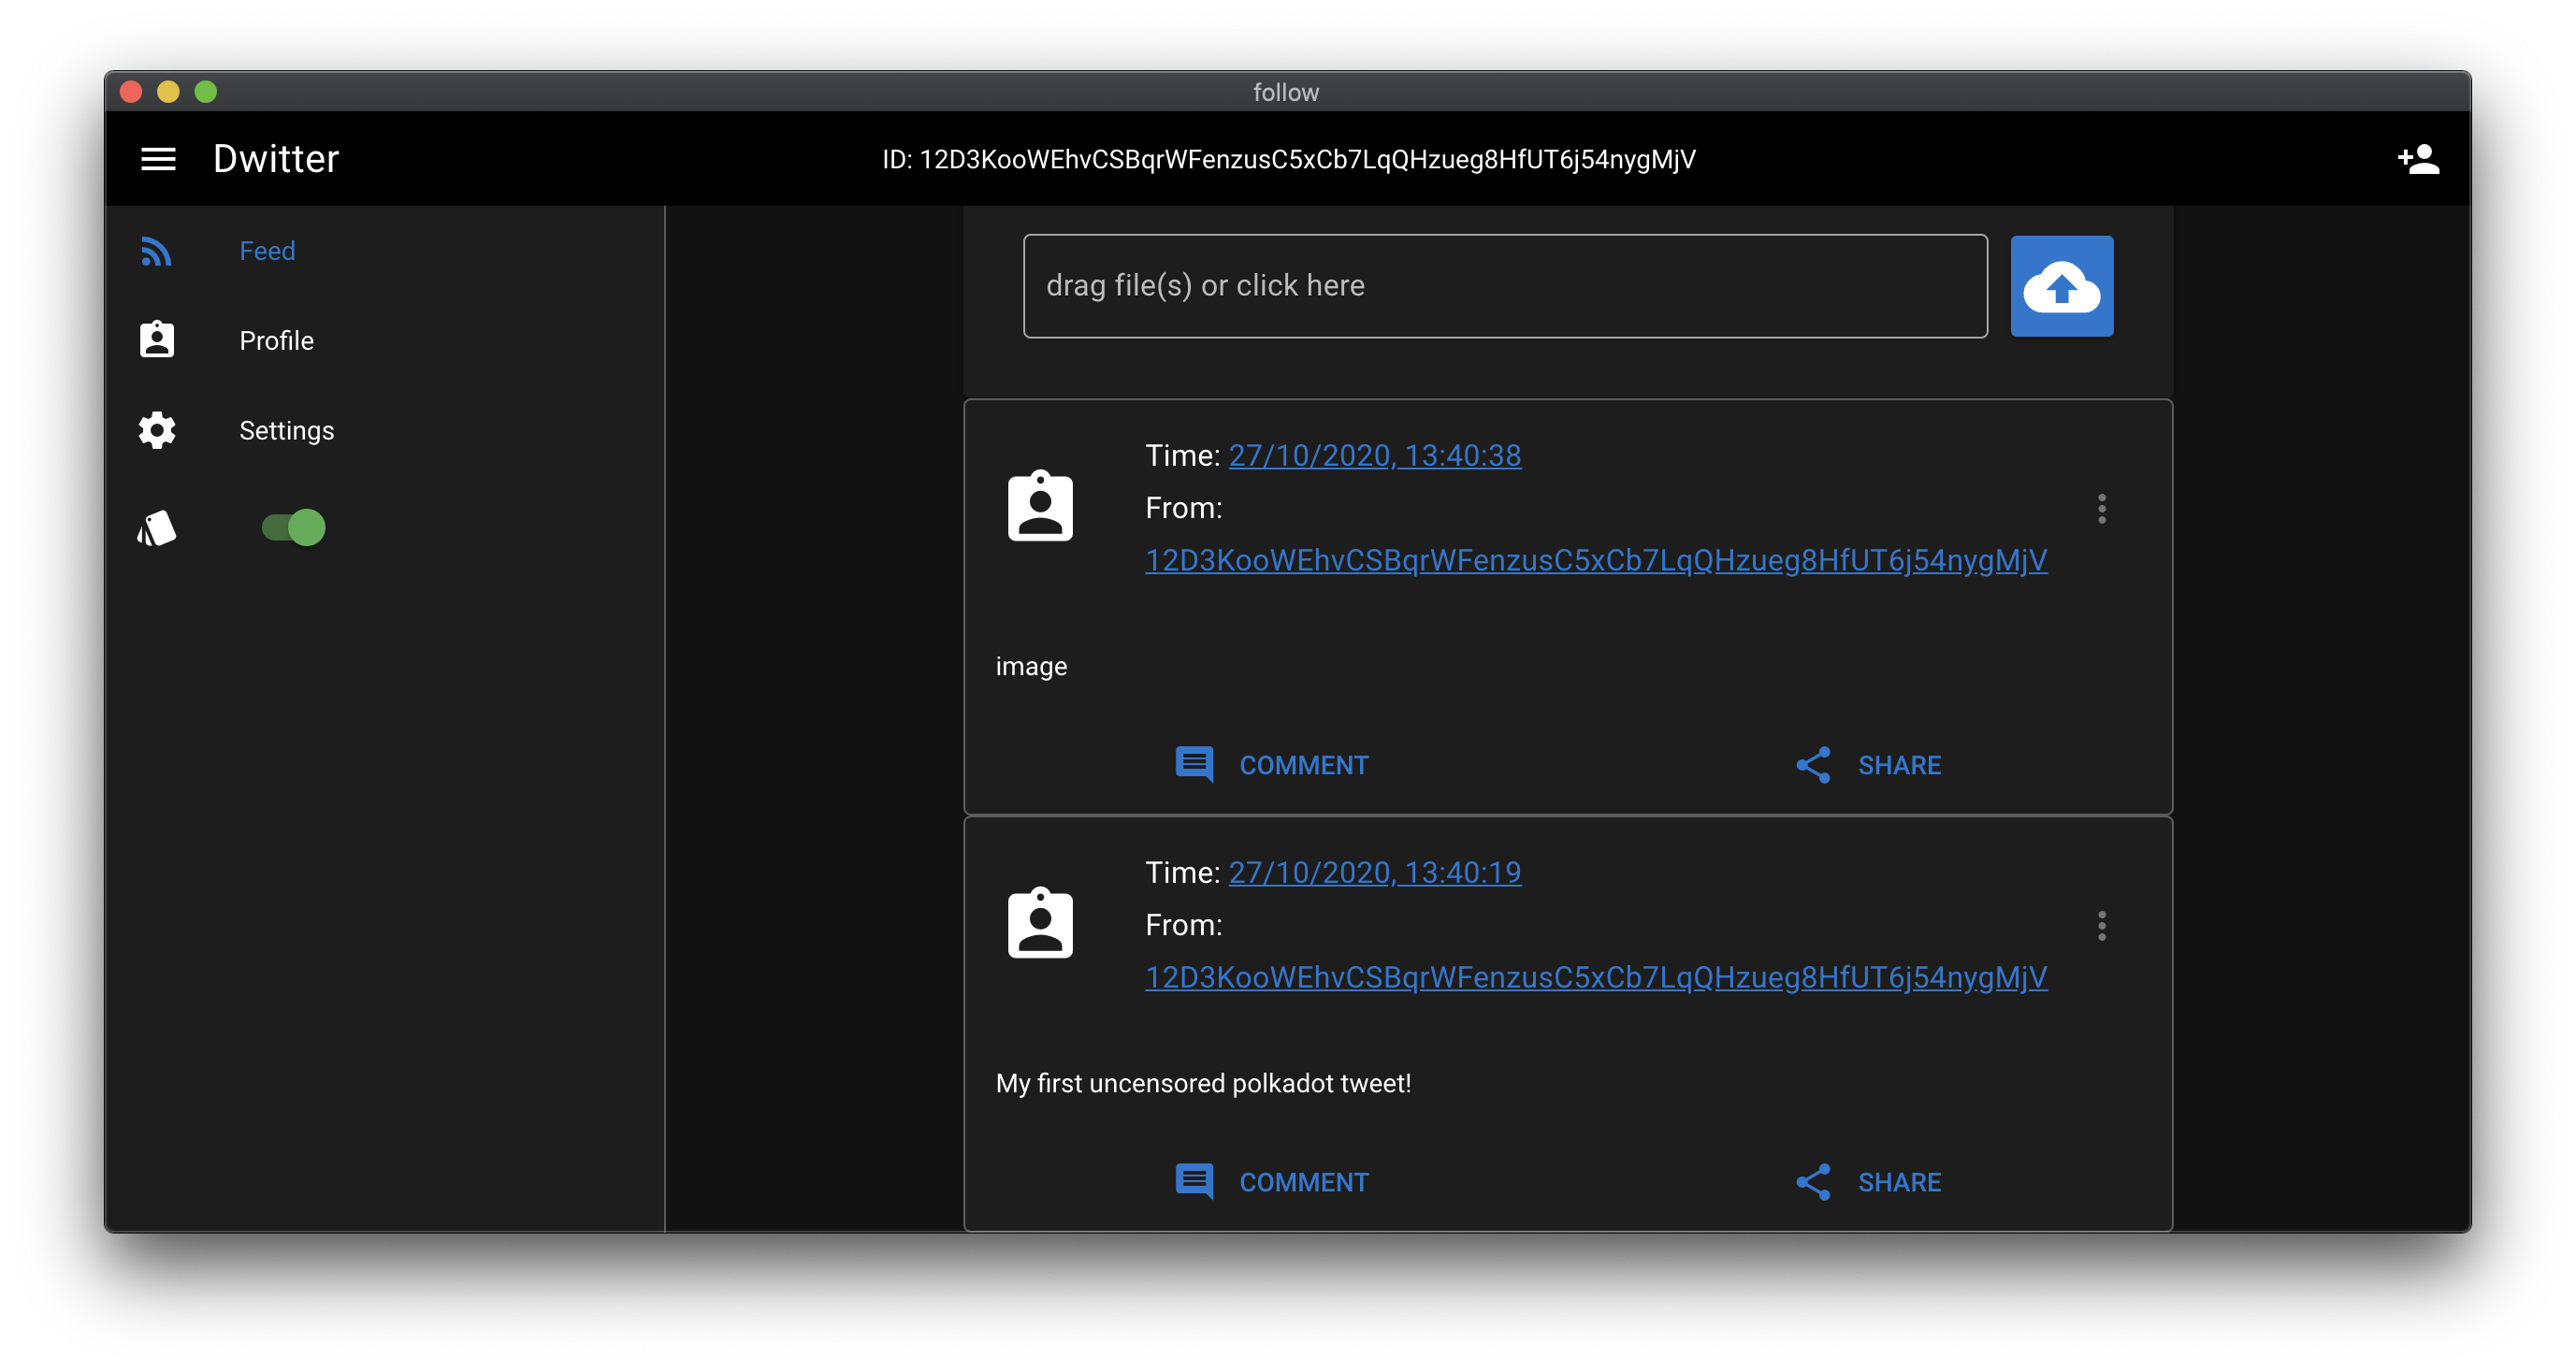 follow
Dwitter
ID: 12D3KooWEhvCSBqrWFenzusC5xCb7LqQHzueg8HfUT6j54nygMjV
Feed
Profile
Settings
drag file(s) or click here
Time: 27/10/2020, 13:40:38
From:
12D3KooWEhvCSBqrWFenzusC5xCb7LqQHzueg8HfUT6j54nygMjV
image
COMMENT
SHARE
Time: 27/10/2020, 13:40:19
From:
12D3KooWEhvCSBqrWFenzusC5xCb7LqQHzueg8HfUT6j54nygMjV
My first uncensored polkadot tweet!
COMMENT
SHARE